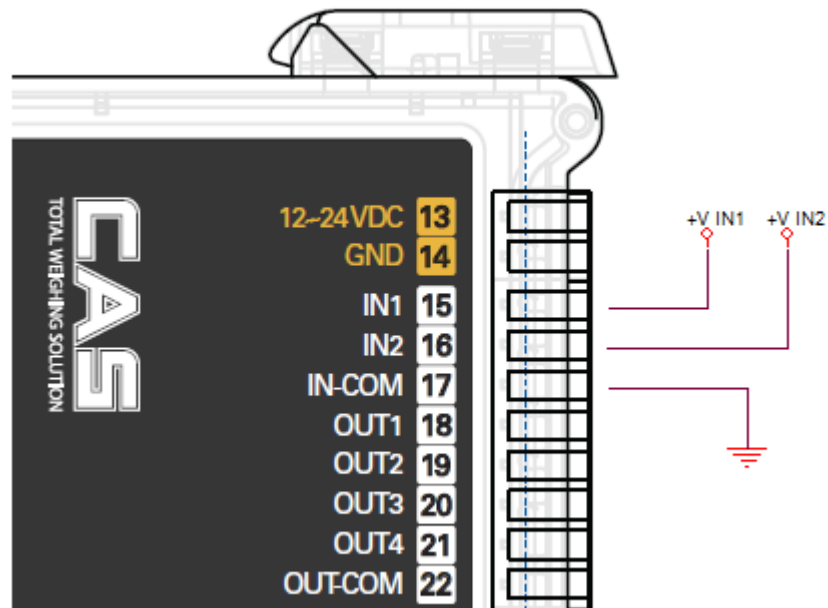 CAS
TOTAL WEIGHING SOLUTION
12~24VDC 13
GND 14
IN1 15
IN2 16
IN-COM 17
OUT1 18
OUT2 19
OUT3 20
OUT4 21
OUT-COM 22
+V IN1 +V IN2